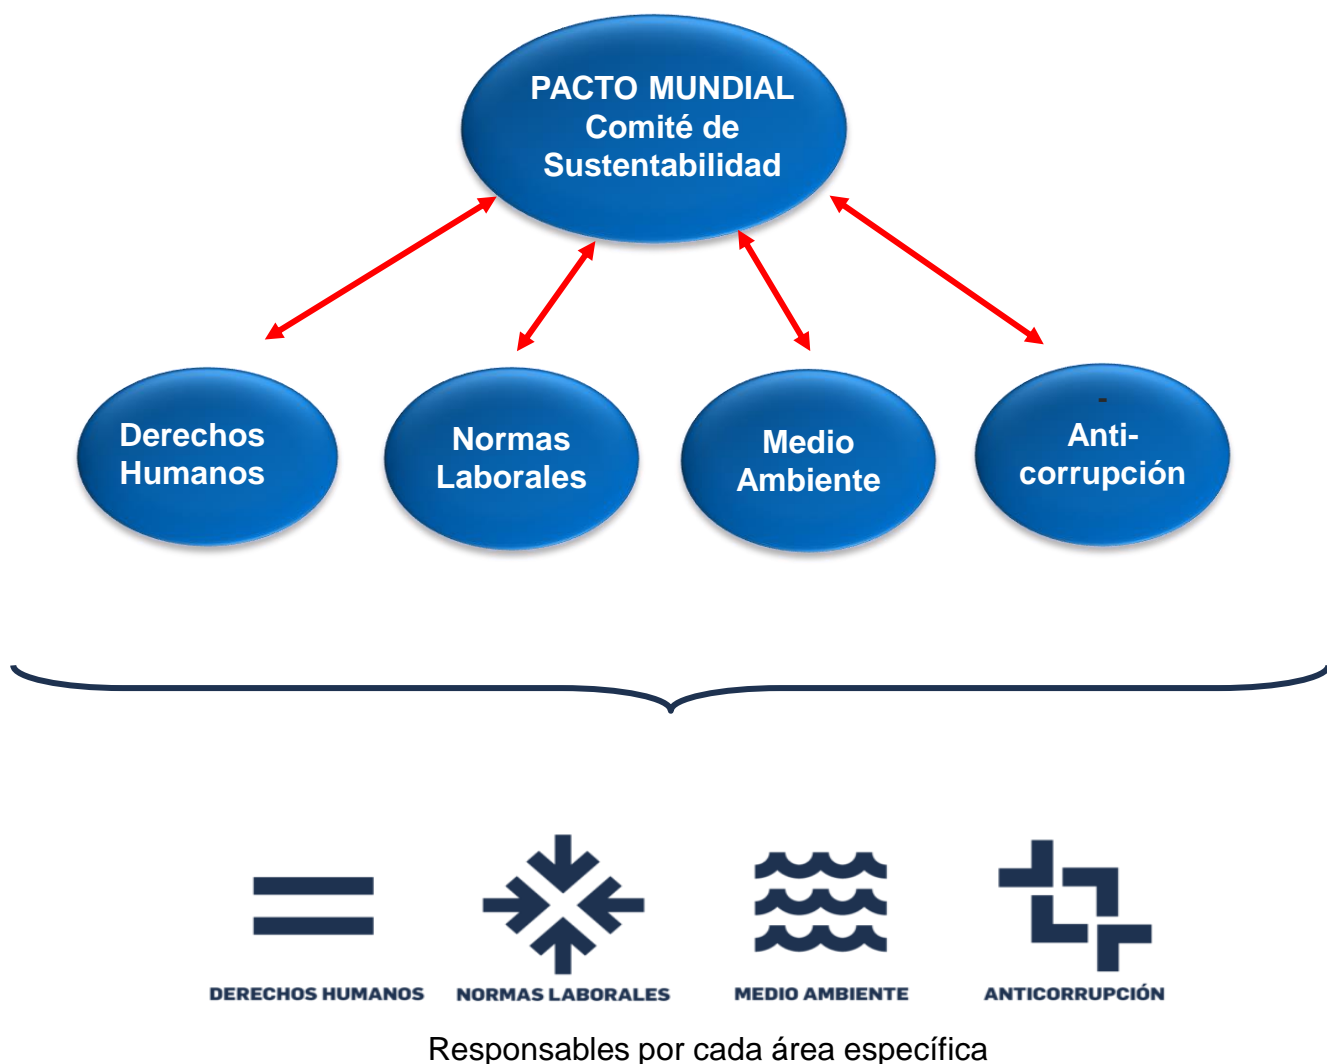 PACTO MUNDIAL
Comité de
Sustentabilidad
Derechos
Humanos
Normas
Laborales
Medio
Ambiente
-
Anti-
corrupción
DERECHOS HUMANOS
NORMAS LABORALES
MEDIO AMBIENTE
ANTICORRUPCIÓN
Responsables por cada área específica